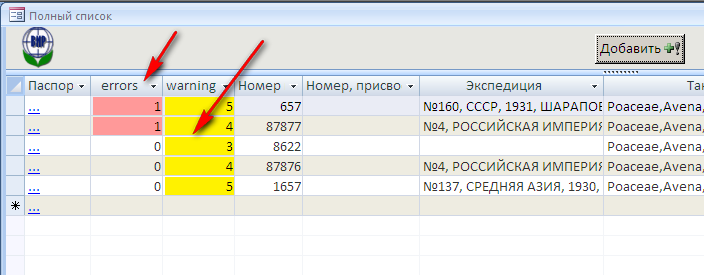 Полный список
ВИР
Добавить
Паспор errors warning Номер Номер, присво Экспедиция Так
... 1 5 657 №160, СССР, 1931, ШАРАПОВ Poaceae,Avena,
... 1 4 87877 №4, РОССИЙСКАЯ ИМПЕРИЯ Poaceae,Avena,
... 0 3 8622 Poaceae,Avena,
... 0 4 87876 №4, РОССИЙСКАЯ ИМПЕРИЯ Poaceae,Avena,
... 0 5 1657 №137, СРЕДНЯЯ АЗИЯ, 1930, Poaceae,Avena,
...